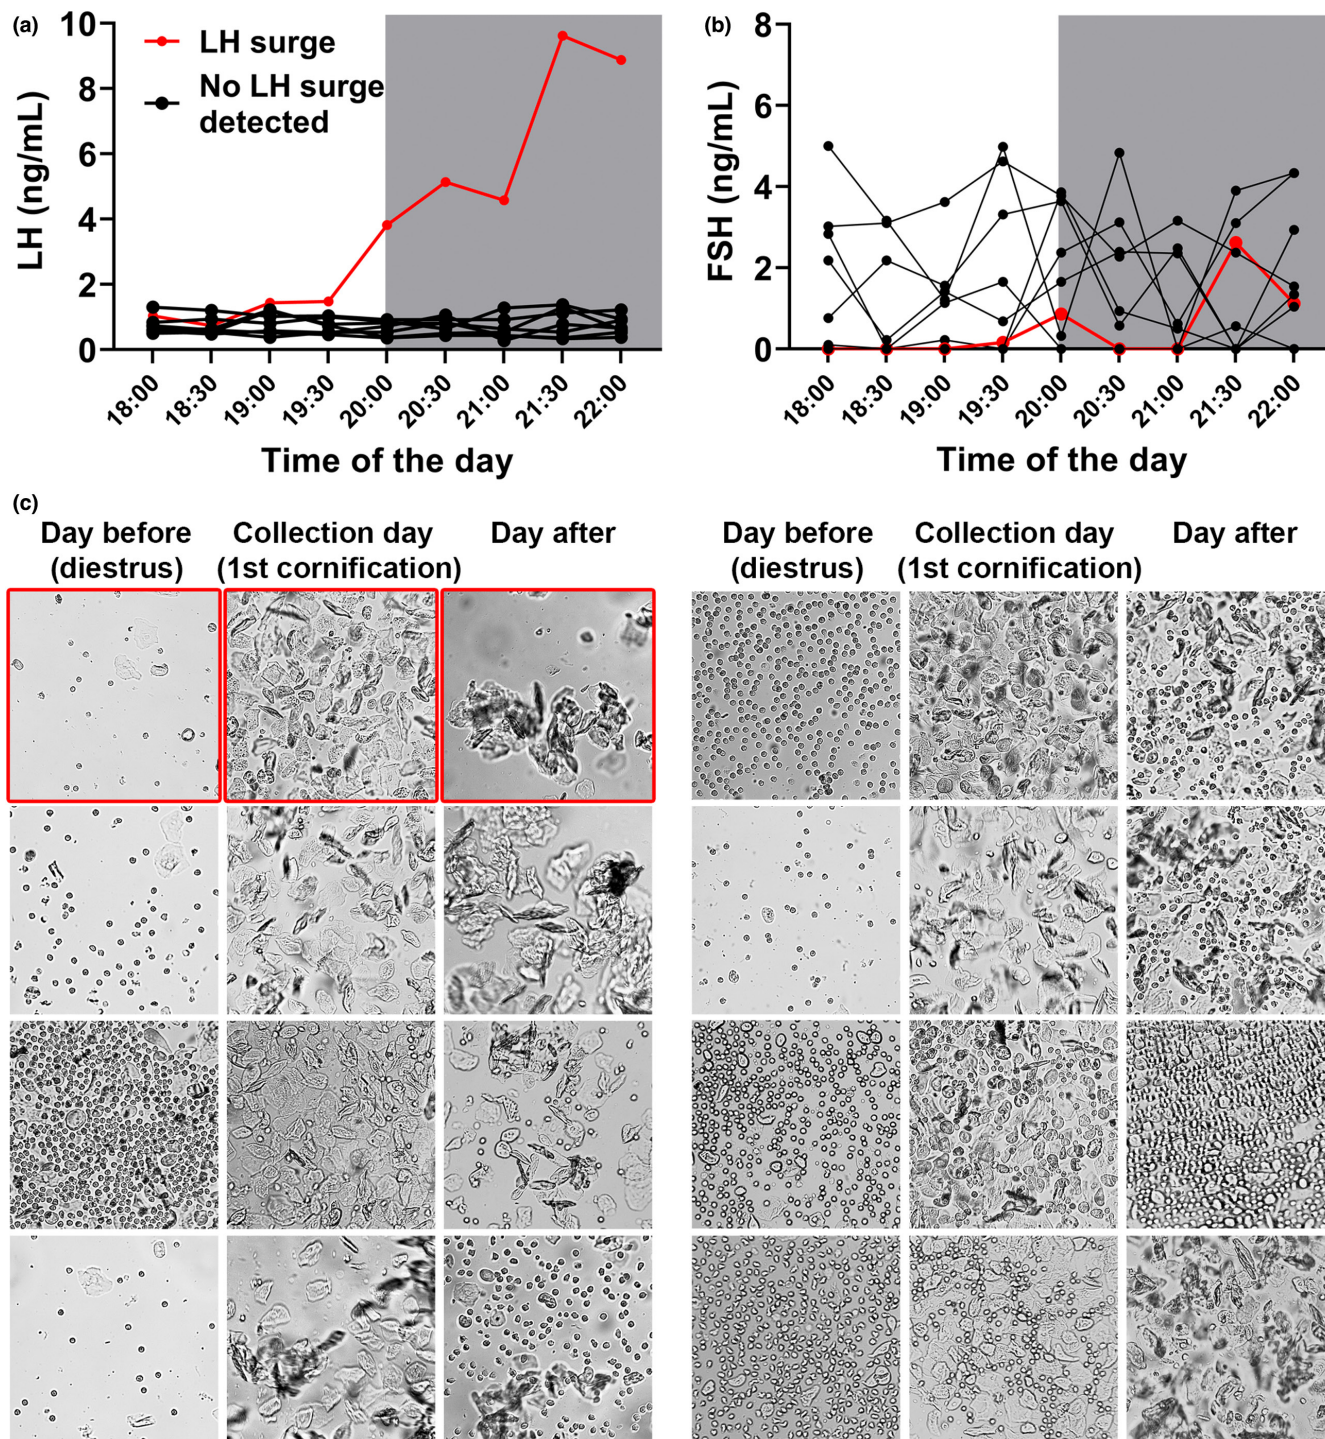 (a)
10
8
6
4
2
0
LH (ng/mL)
LH surge
No LH surge
detected
18:00
18:30
19:00
19:30
20:00
20:30
21:00
21:30
22:00
Time of the day
(b)
8
6
4
2
0
FSH (ng/mL)
18:00
18:30
19:00
19:30
20:00
20:30
21:00
21:30
22:00
Time of the day
(c)
Day before
(diestrus)
Collection day
(1st cornification)
Day after
Day before
(diestrus)
Collection day
(1st cornification)
Day after